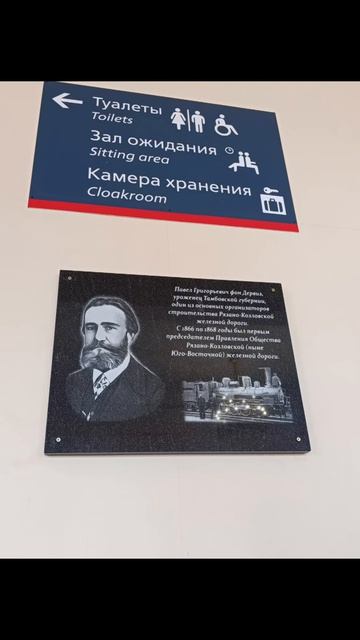 Туалеты
Toilets
Зал ожидания
Sitting area
Камера хранения
Cloakroom
Павел Григорьевич фон Дервиз,
уроженец Тамбовской губернии,
один из основных организаторов
строительства Рязано-Козловской
железной дороги.
С 1866 по 1868 годы был первым
председателем Правления Общества
Рязано-Козловской (ныне
Юго-Восточной) железной дороги.